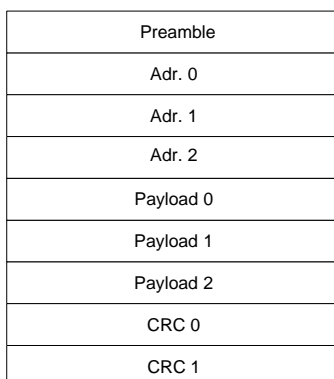 Preamble
Adr. 0
Adr. 1
Adr. 2
Payload 0
Payload 1
Payload 2
CRC 0
CRC 1